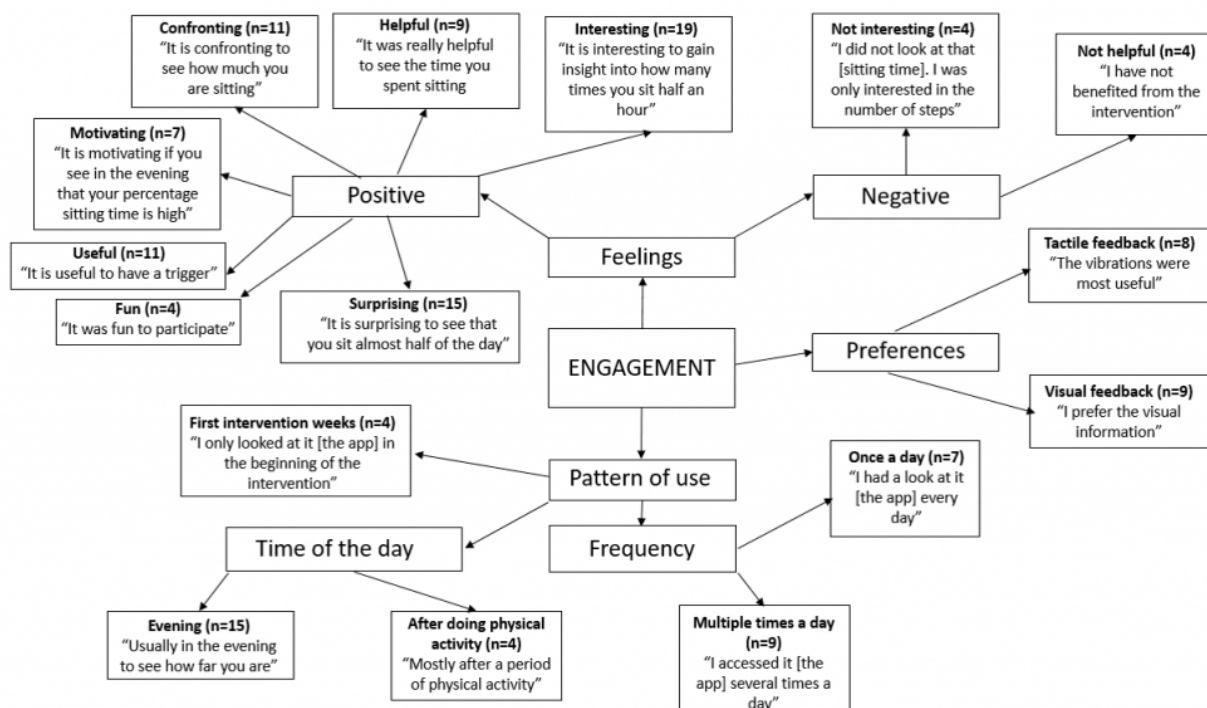 Confronting (n=11)
“It is confronting to
see how much you
are sitting”
Helpful (n=9)
“It was really helpful
to see the time you
spent sitting
Interesting (n=19)
“It is interesting to gain
insight into how many
times you sit half an
hour”
Not interesting (n=4)
“I did not look at that
[sitting time]. I was
only interested in the
number of steps”
Not helpful (n=4)
“I have not
benefited from the
intervention”
Motivating (n=7)
“It is motivating if you
see in the evening
that your percentage
sitting time is high”
Positive
Negative
Useful (n=11)
“It is useful to have a trigger”
Fun (n=4)
“It was fun to participate”
Surprising (n=15)
“It is surprising to see that
you sit almost half of the day”
Feelings
Tactile feedback (n=8)
“The vibrations were
most useful”
ENGAGEMENT
Preferences
Visual feedback (n=9)
“I prefer the visual
information”
First intervention weeks (n=4)
“I only looked at it [the app] in
the beginning of the
intervention”
Pattern of use
Once a day (n=7)
“I had a look at it
[the app] every
day”
Time of the day
Frequency
Evening (n=15)
“Usually in the evening
to see how far you are”
After doing physical
activity (n=4)
“Mostly after a period
of physical activity”
Multiple times a day
(n=9)
“I accessed it [the
app] several times a
day”